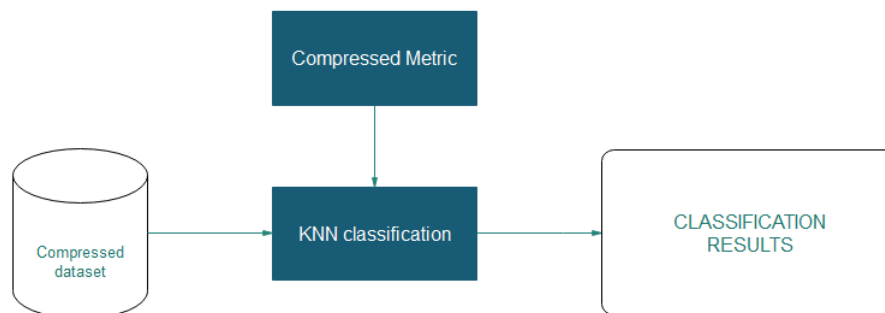 Compressed Metric
Compressed
dataset
KNN classification
CLASSIFICATION
RESULTS